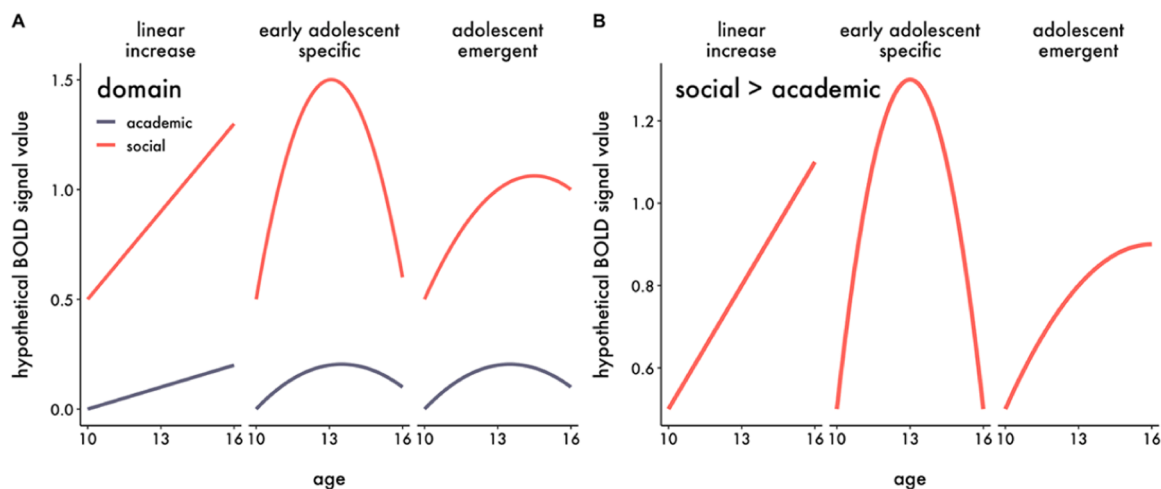 A
linear increase
early adolescent specific
adolescent emergent
hypothetical BOLD signal value
1.5
1.0
0.5
0.0
domain
academic
social
10 13 16
10 13 16
10 13 16
age
B
linear increase
early adolescent specific
adolescent emergent
hypothetical BOLD signal value
1.2
1.0
0.8
0.6
social > academic
10 13 16
10 13 16
10 13 16
age